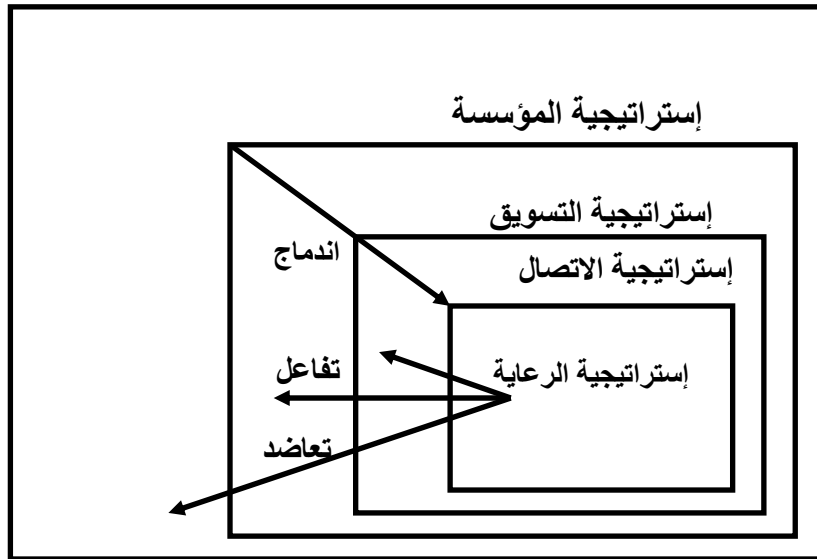 إستراتيجية المؤسسة
إستراتيجية التسويق
اندماج
إستراتيجية الاتصال
تفاعل
إستراتيجية الرعاية
تعاضد